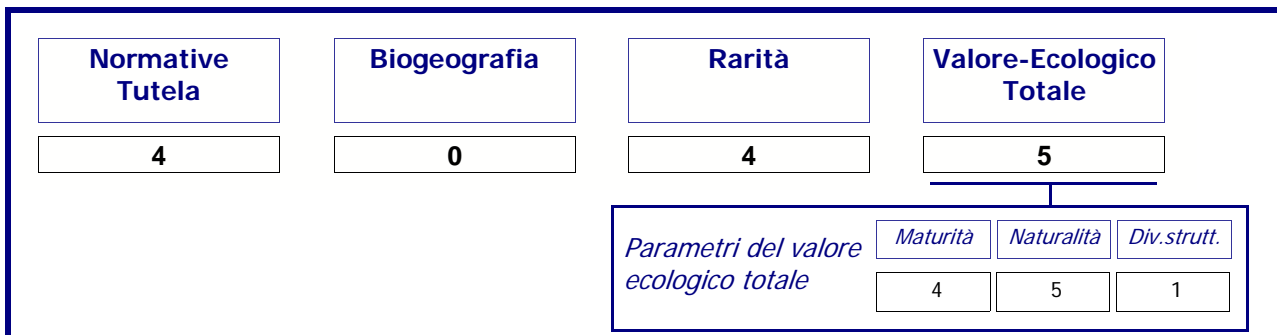 Normative
Tutela
Biogeografia
Rarità
Valore-Ecologico
Totale
4
0
4
5
Parametri del valore
ecologico totale
Maturità
Naturalità
Div.strutt.
4
5
1